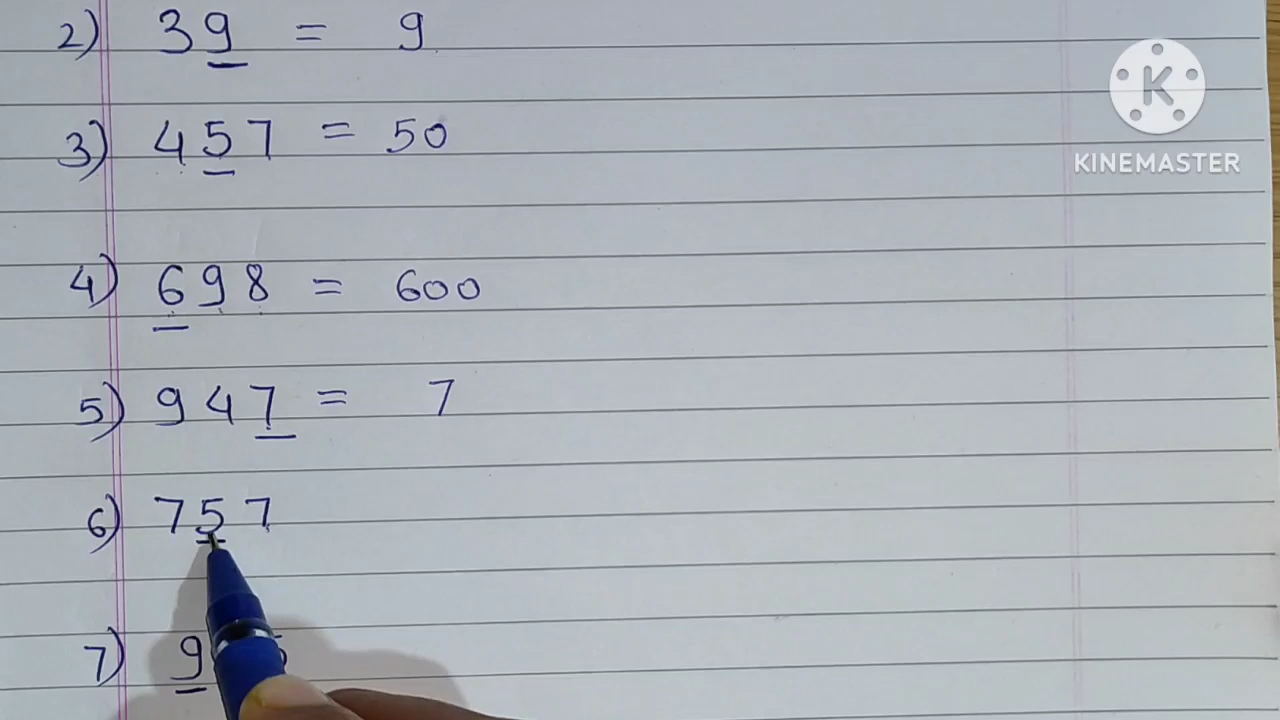 2) 39 = 9
K
KINEMASTER
3) 457 = 50
4) 698 = 600
5) 947 = 7
6) 757
7) 9